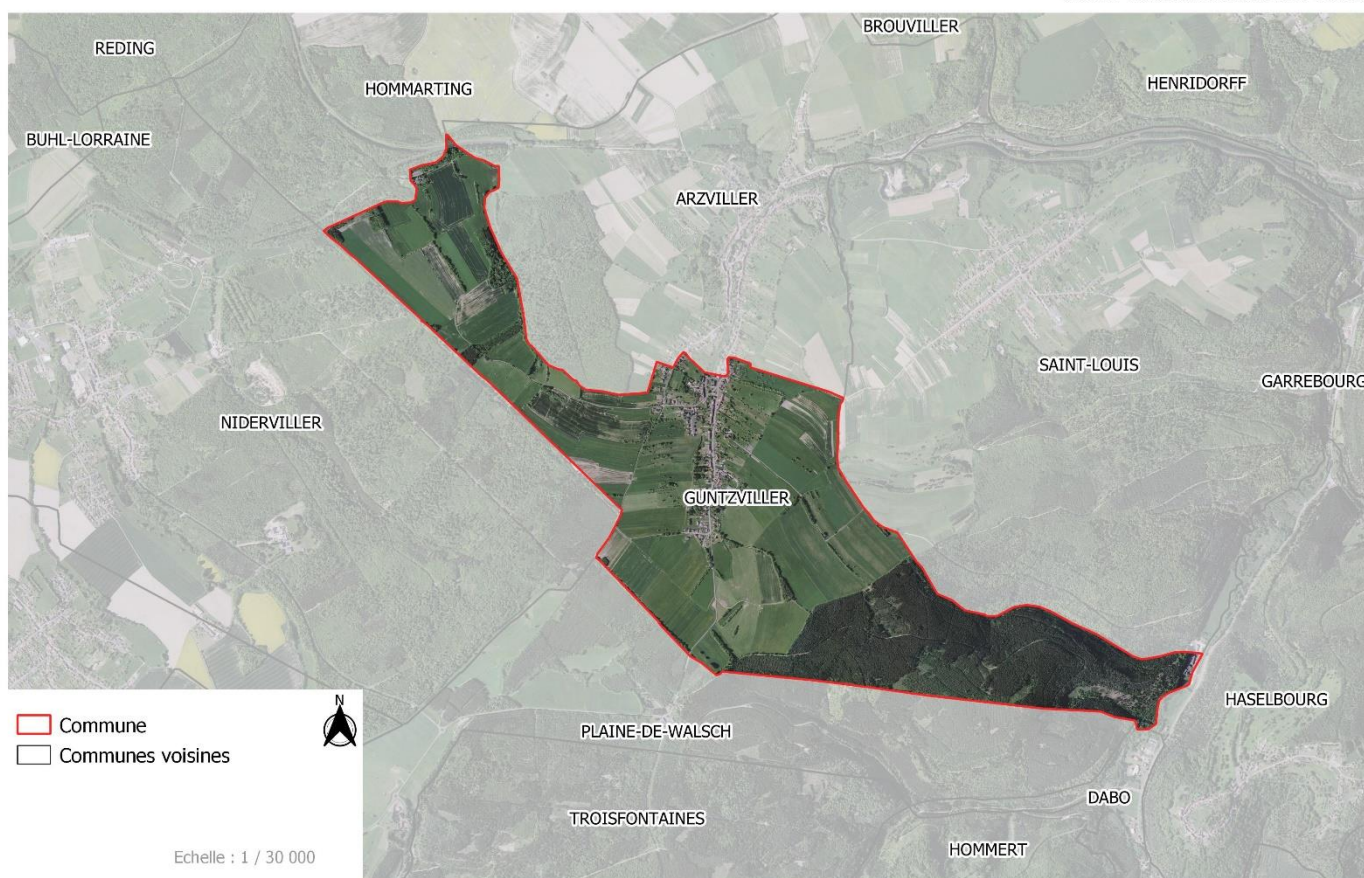 BROUVILLER
REDING
HENRIDORFF
HOMMARTING
BUHL-LORRAINE
ARZVILLER
SAINT-LOUIS
GARREBOURG
NIDERVILLER
GUNTZVILLER
HASELBOURG
PLAINE-DE-WALSCH
DABO
TROISFONTAINES
HOMMERT
N
Commune
Communes voisines
Echelle : 1 / 30 000